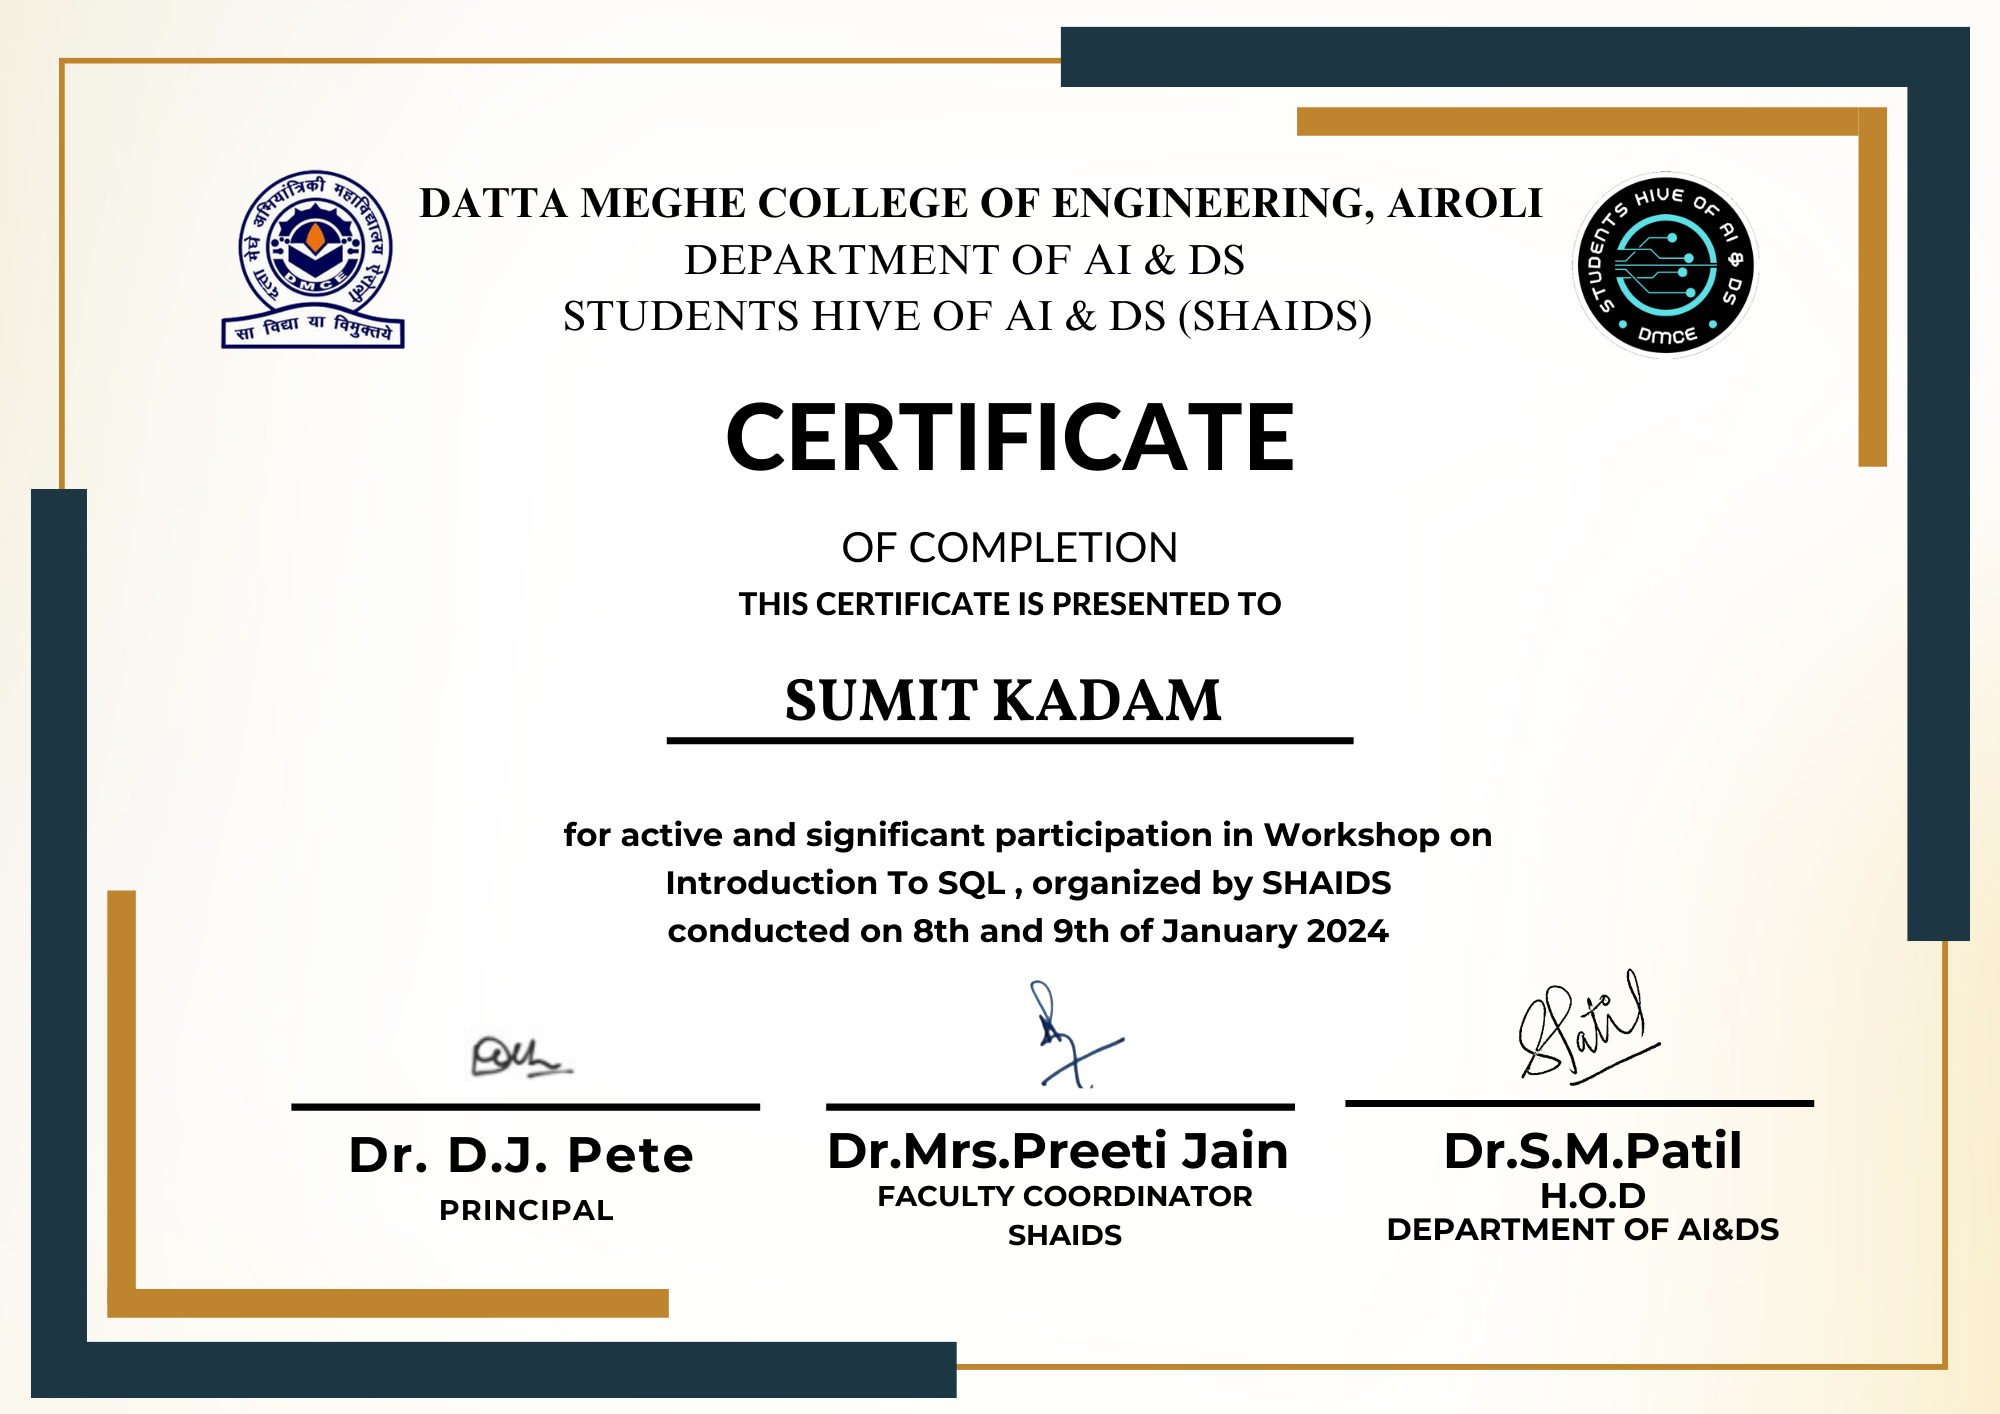 दत्ता मेघे अभियांत्रिकी महाविद्यालय ऐरोली
DMCE
सा विद्या या विमुक्तये
DATTA MEGHE COLLEGE OF ENGINEERING, AIROLI
DEPARTMENT OF AI & DS
STUDENTS HIVE OF AI & DS (SHAIDS)
STUDENTS HIVE OF AI & DS
DMCE
CERTIFICATE
OF COMPLETION
THIS CERTIFICATE IS PRESENTED TO
SUMIT KADAM
for active and significant participation in Workshop on
Introduction To SQL , organized by SHAIDS
conducted on 8th and 9th of January 2024
SPatil
Dr. D.J. Pete
PRINCIPAL
Dr.Mrs.Preeti Jain
FACULTY COORDINATOR
SHAIDS
Dr.S.M.Patil
H.O.D
DEPARTMENT OF AI&DS